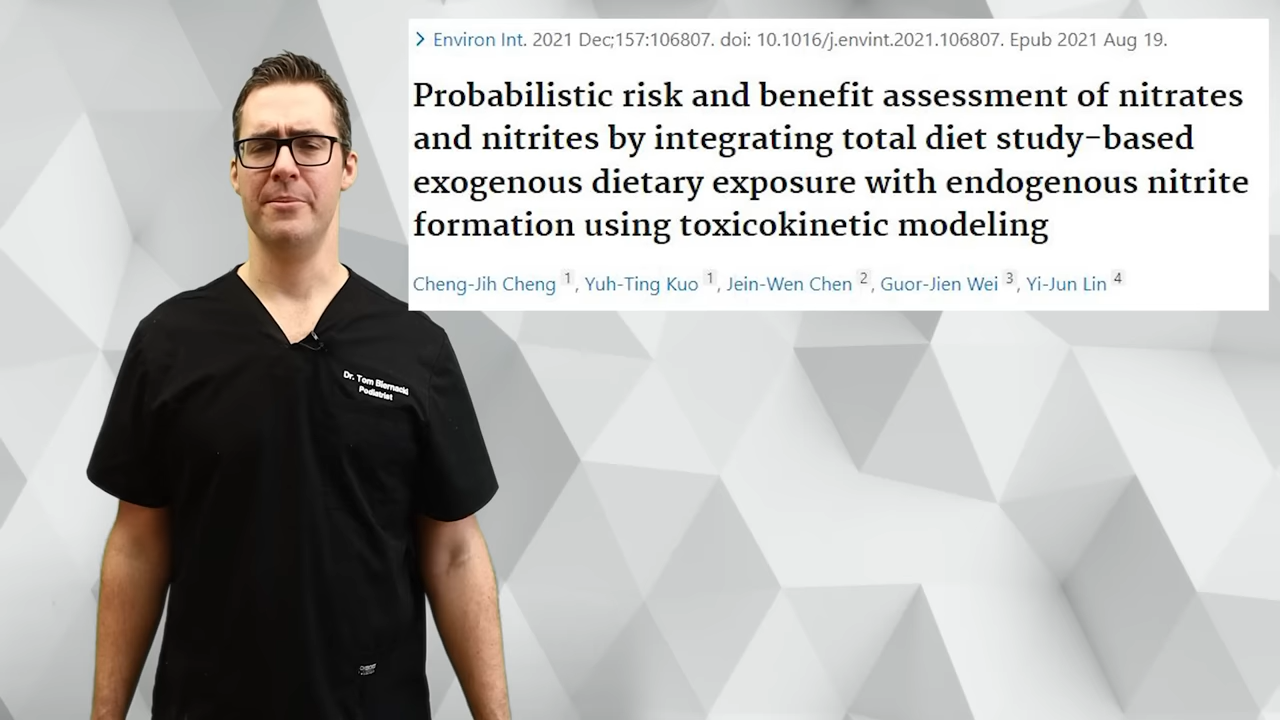 Environ Int. 2021 Dec;157:106807. doi: 10.1016/j.envint.2021.106807. Epub 2021 Aug 19.
Probabilistic risk and benefit assessment of nitrates
and nitrites by integrating total diet study-based
exogenous dietary exposure with endogenous nitrite
formation using toxicokinetic modeling
Cheng-Jih Cheng 1, Yuh-Ting Kuo 1, Jein-Wen Chen 2, Guor-Jien Wei 3, Yi-Jun Lin 4
Dr. Tom Biernacki
Podiatrist